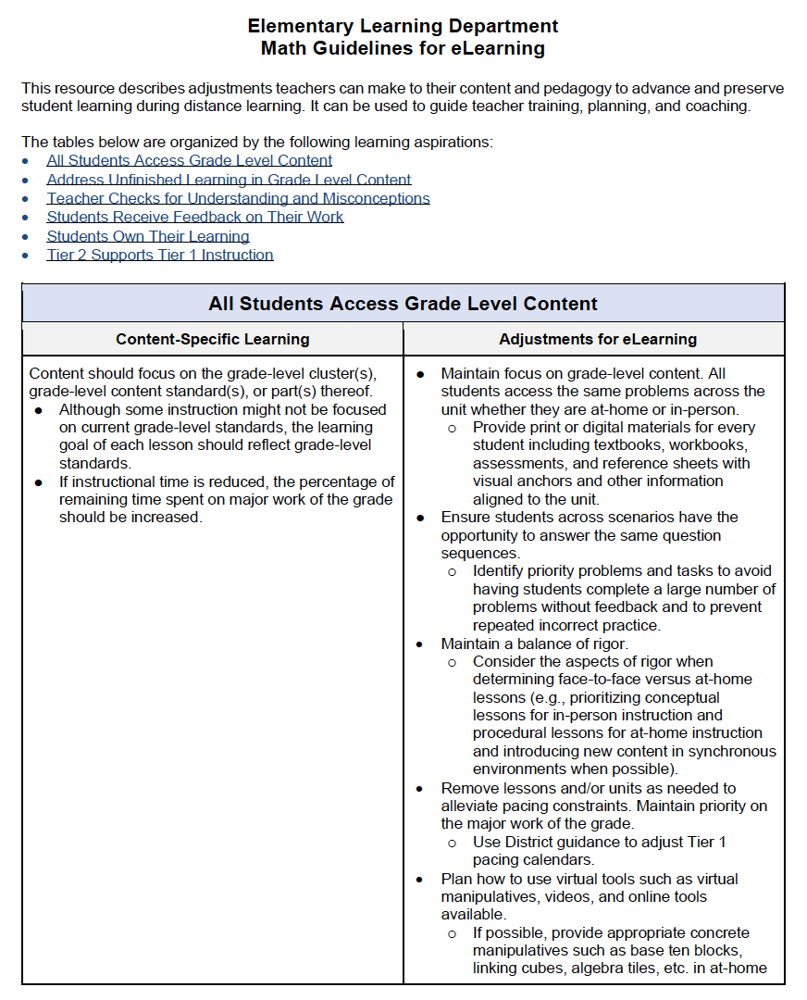 Elementary Learning Department
Math Guidelines for eLearning
This resource describes adjustments teachers can make to their content and pedagogy to advance and preserve
student learning during distance learning. It can be used to guide teacher training, planning, and coaching.
The tables below are organized by the following learning aspirations:
• All Students Access Grade Level Content
• Address Unfinished Learning in Grade Level Content
• Teacher Checks for Understanding and Misconceptions
• Students Receive Feedback on Their Work
• Students Own Their Learning
• Tier 2 Supports Tier 1 Instruction
All Students Access Grade Level Content
Content-Specific Learning
Content should focus on the grade-level cluster(s),
grade-level content standard(s), or part(s) thereof.
● Although some instruction might not be focused
on current grade-level standards, the learning
goal of each lesson should reflect grade-level
standards.
● If instructional time is reduced, the percentage of
remaining time spent on major work of the grade
should be increased.
Adjustments for eLearning
● Maintain focus on grade-level content. All
students access the same problems across the
unit whether they are at-home or in-person.
o Provide print or digital materials for every
student including textbooks, workbooks,
assessments, and reference sheets with
visual anchors and other information
aligned to the unit.
● Ensure students across scenarios have the
opportunity to answer the same question
sequences.
o Identify priority problems and tasks to avoid
having students complete a large number of
problems without feedback and to prevent
repeated incorrect practice.
• Maintain a balance of rigor.
o Consider the aspects of rigor when
determining face-to-face versus at-home
lessons (e.g., prioritizing conceptual
lessons for in-person instruction and
procedural lessons for at-home instruction
and introducing new content in synchronous
environments when possible).
• Remove lessons and/or units as needed to
alleviate pacing constraints. Maintain priority on
the major work of the grade.
o Use District guidance to adjust Tier 1
pacing calendars.
• Plan how to use virtual tools such as virtual
manipulatives, videos, and online tools
available.
o If possible, provide appropriate concrete
manipulatives such as base ten blocks,
linking cubes, algebra tiles, etc. in at-home